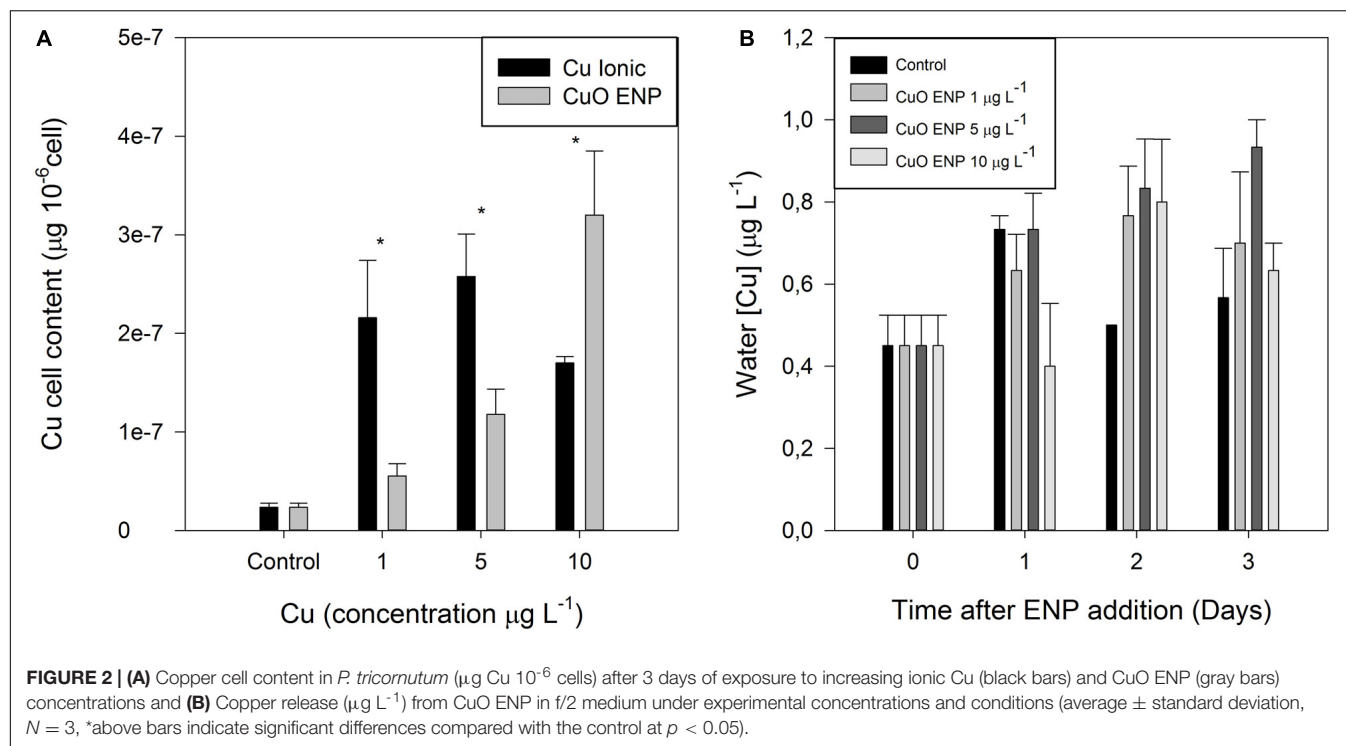 A
Cu cell content (μg 10⁻⁶cell)
5e-7
4e-7
3e-7
2e-7
1e-7
0
Cu Ionic
CuO ENP
*
*
*
Control 1 5 10
Cu (concentration μg L⁻¹)
B
Water [Cu] (μg L⁻¹)
1,2
1,0
0,8
0,6
0,4
0,2
0,0
Control
CuO ENP 1 μg L⁻¹
CuO ENP 5 μg L⁻¹
CuO ENP 10 μg L⁻¹
0 1 2 3
Time after ENP addition (Days)
FIGURE 2 | (A) Copper cell content in P. tricornutum (μg Cu 10⁻⁶ cells) after 3 days of exposure to increasing ionic Cu (black bars) and CuO ENP (gray bars)
concentrations and (B) Copper release (μg L⁻¹) from CuO ENP in f/2 medium under experimental concentrations and conditions (average ± standard deviation,
N = 3, *above bars indicate significant differences compared with the control at p < 0.05).